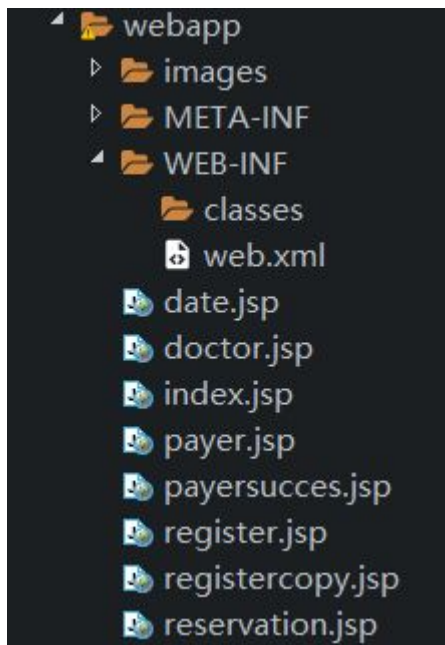 webapp
images
META-INF
WEB-INF
classes
web.xml
date.jsp
doctor.jsp
index.jsp
payer.jsp
payersucces.jsp
register.jsp
registercopy.jsp
reservation.jsp